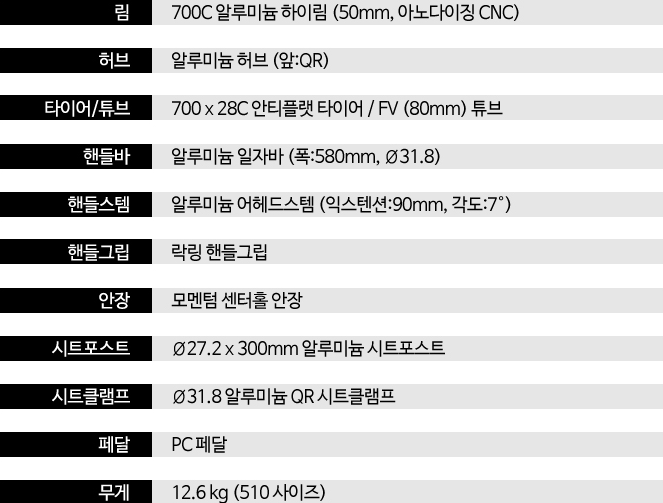 림 700C 알루미늄 하이림 (50mm, 아노다이징 CNC)
허브 알루미늄 허브 (앞:QR)
타이어/튜브 700 x 28C 안티플랫 타이어 / FV (80mm) 튜브
핸들바 알루미늄 일자바 (폭:580mm, Ø31.8)
핸들스템 알루미늄 어헤드스템 (익스텐션:90mm, 각도:7°)
핸들그립 락링 핸들그립
안장 모멘텀 센터홀 안장
시트포스트 Ø27.2 x 300mm 알루미늄 시트포스트
시트클램프 Ø31.8 알루미늄 QR 시트클램프
페달 PC 페달
무게 12.6 kg (510 사이즈)